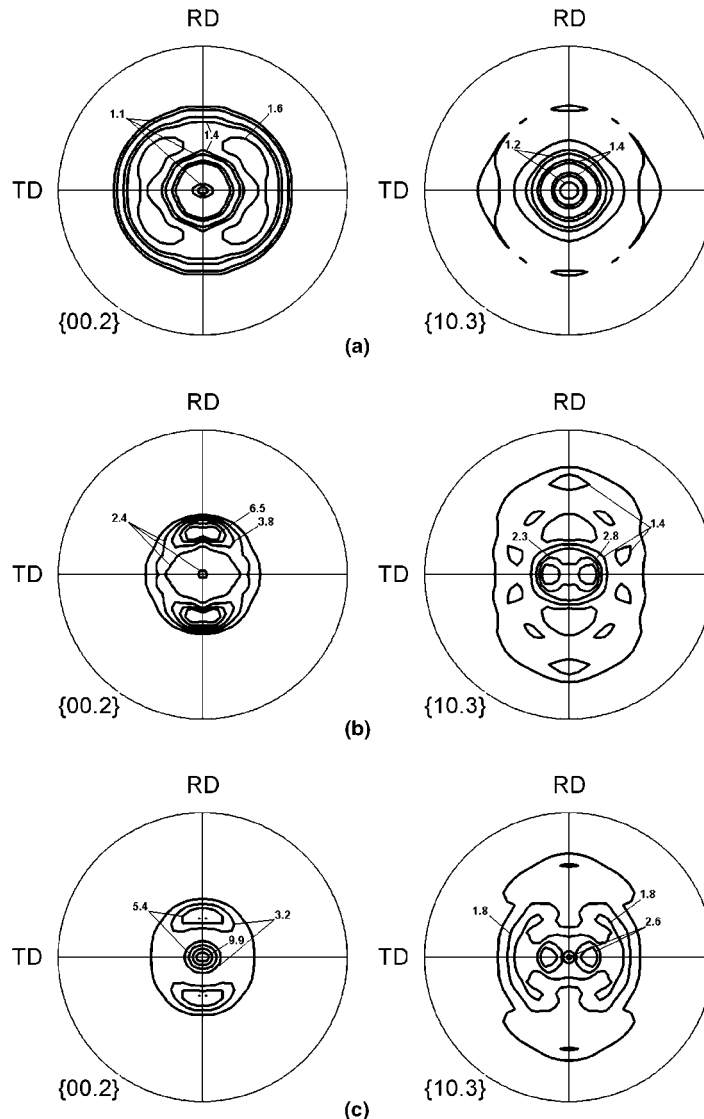 RD RD
1.1 1.6
1.4 1.2 1.4
TD TD
{00.2} {10.3}
(a)
RD RD
2.4 6.5
3.8 2.3 2.8 1.4
TD TD
{00.2} {10.3}
(b)
RD RD
5.4 3.2 1.8 1.8
9.9 2.6
TD TD
{00.2} {10.3}
(c)